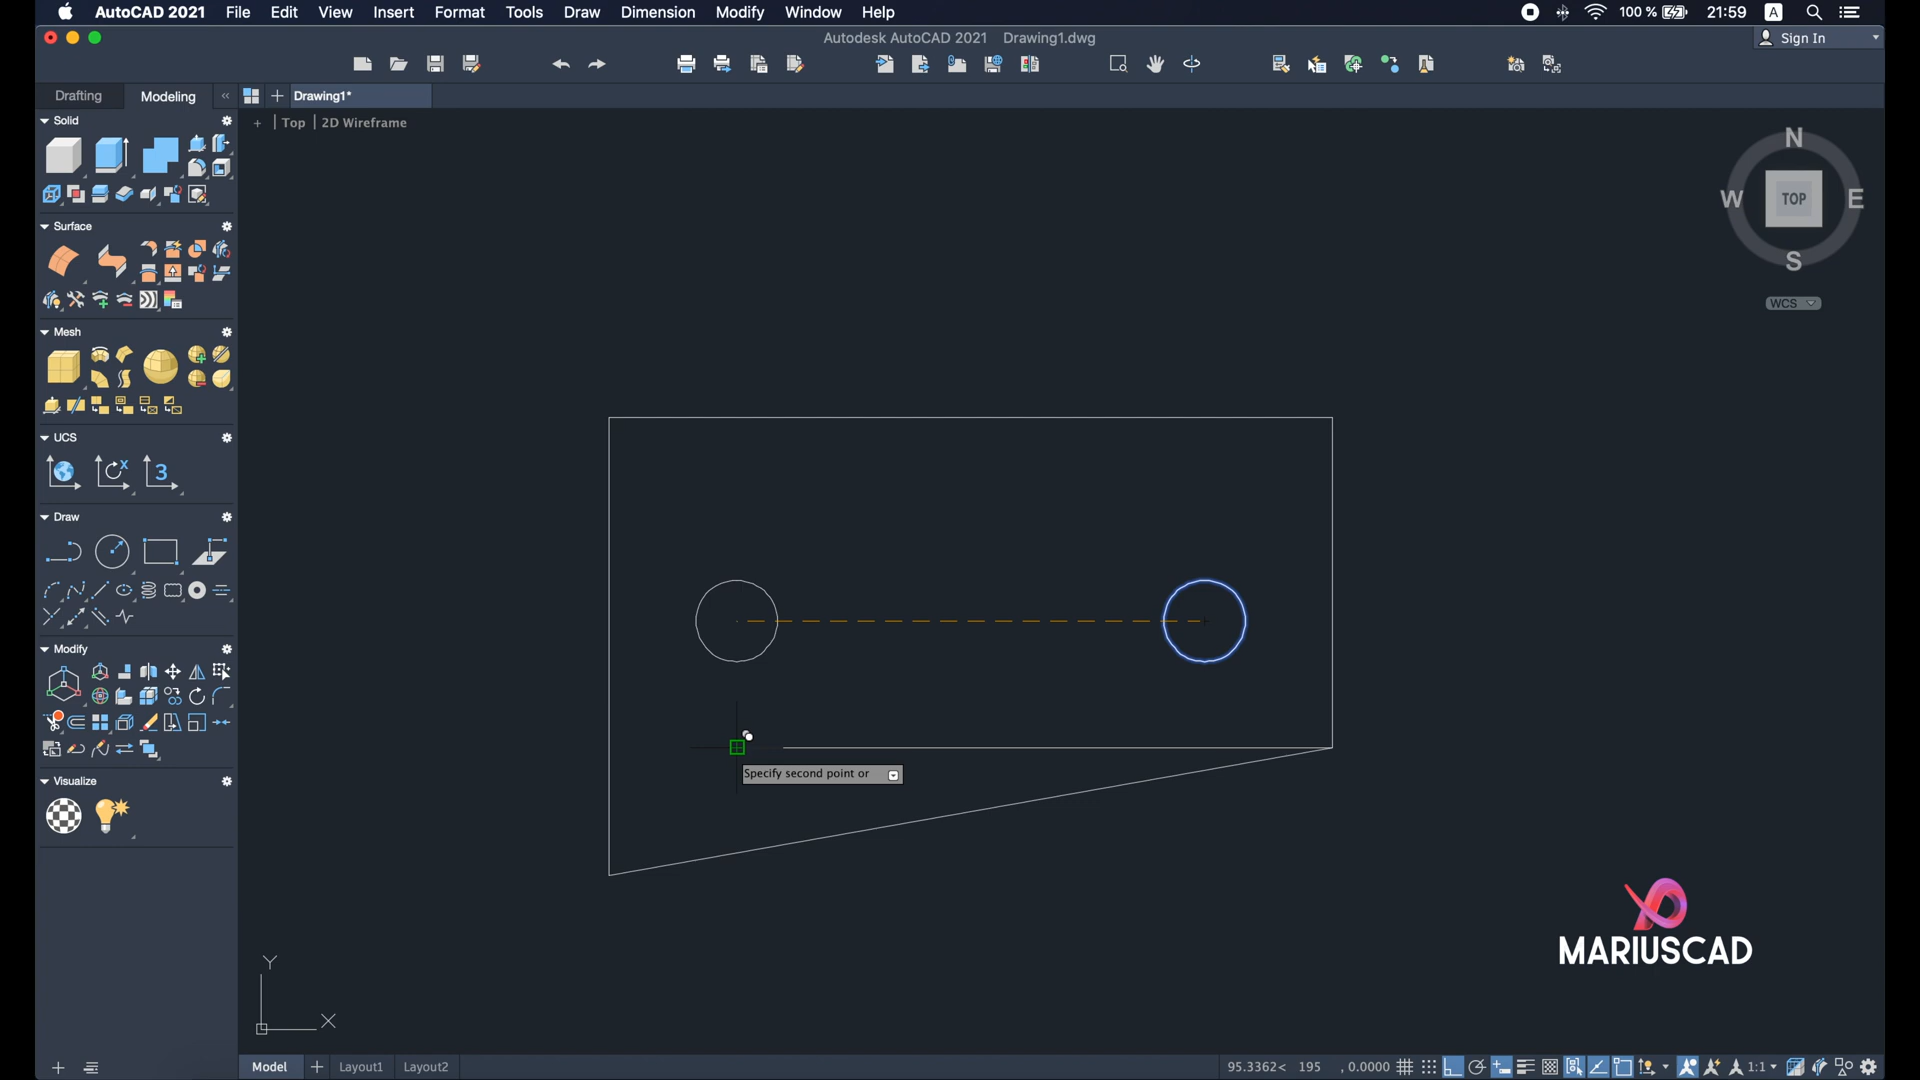 AutoCAD 2021 File Edit View Insert Format Tools Draw Dimension Modify Window Help 100 % 21:59 A
Autodesk AutoCAD 2021 Drawing1.dwg Sign In
Drafting Modeling « Drawing1*
+ | Top | 2D Wireframe
Solid
N
W TOP E
S
WCS
Surface
Mesh
UCS
X 3
Draw
Modify
Specify second point or
Visualize
MARIUSCAD
Y
X
Model Layout1 Layout2 95.3362< 195 , 0.0000 1:1